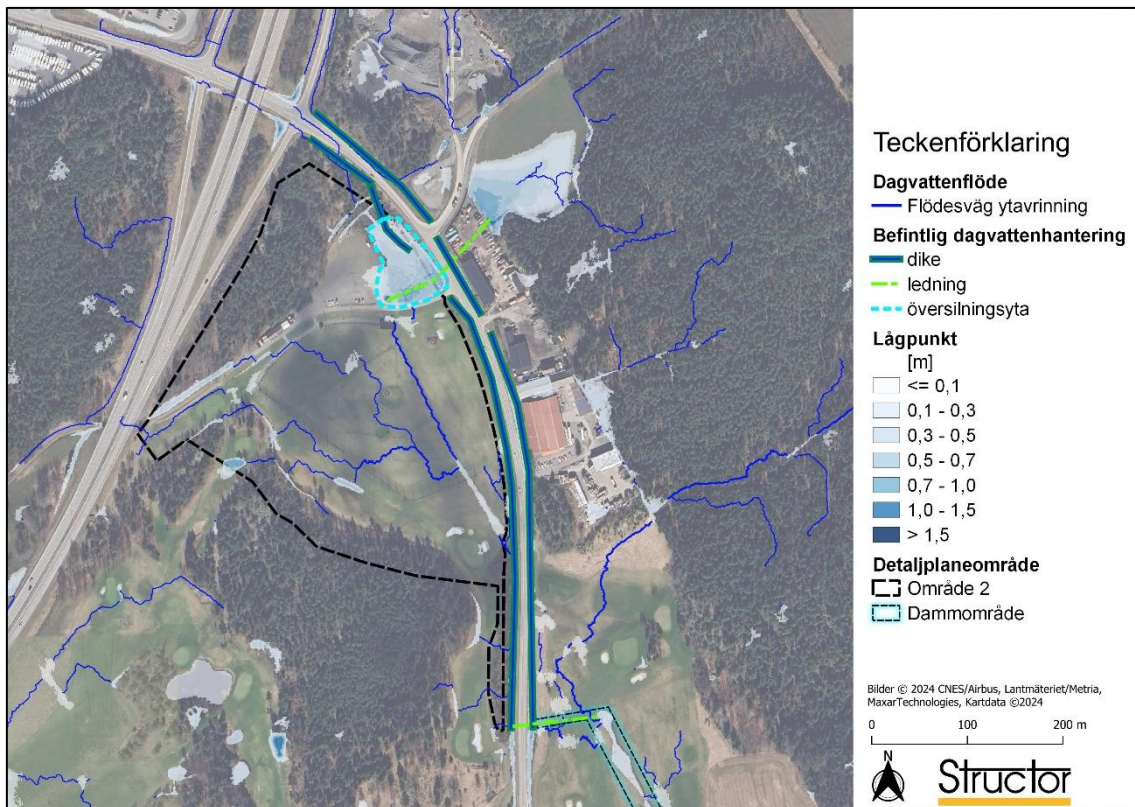 Teckenförklaring
Dagvattenflöde
Flödesväg ytavrinning
Befintlig dagvattenhantering
dike
ledning
översilningsyta
Lågpunkt
[m]
<= 0,1
0,1 - 0,3
0,3 - 0,5
0,5 - 0,7
0,7 - 1,0
1,0 - 1,5
> 1,5
Detaljplaneområde
Område 2
Dammområde
Bilder © 2024 CNES/Airbus, Lantmäteriet/Metria,
MaxarTechnologies, Kartdata ©2024
0 100 200 m
N
Structor